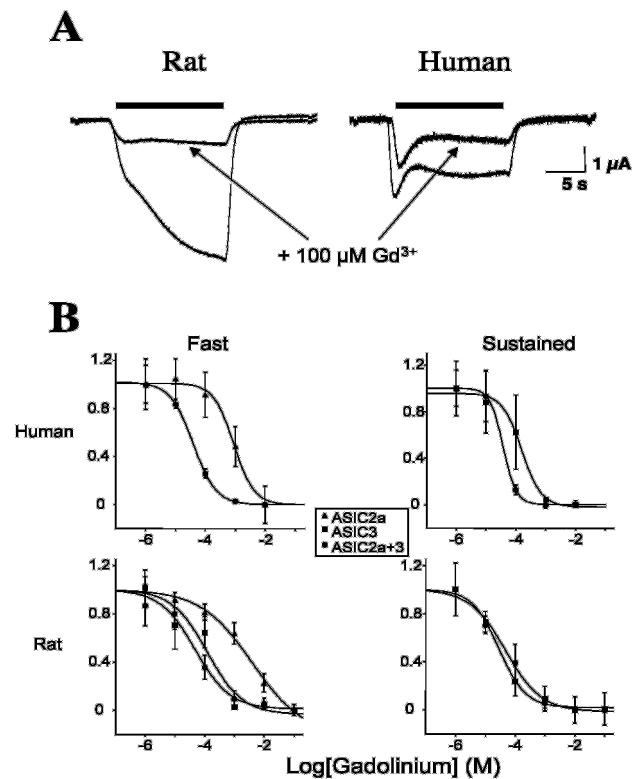 A
Rat Human
1 µA
5 s
+ 100 µM Gd³⁺
B
Fast Sustained
Human
1.2 1.2
0.8 0.8
0.4 0.4
0 0
-6 -4 -2 -6 -4 -2
ASIC2a
ASIC3
ASIC2a+3
Rat
1.2 1.2
0.8 0.8
0.4 0.4
0 0
-6 -4 -2 -6 -4 -2
Log[Gadolinium] (M)